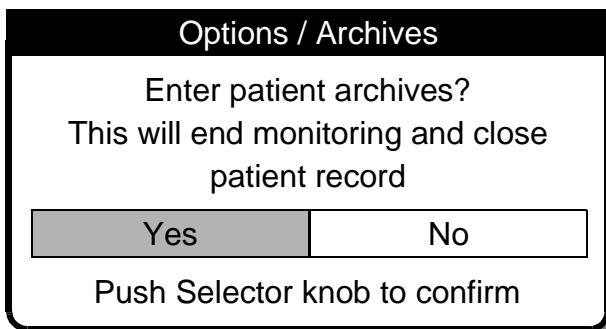 Options / Archives
Enter patient archives?
This will end monitoring and close
patient record
Yes No
Push Selector knob to confirm